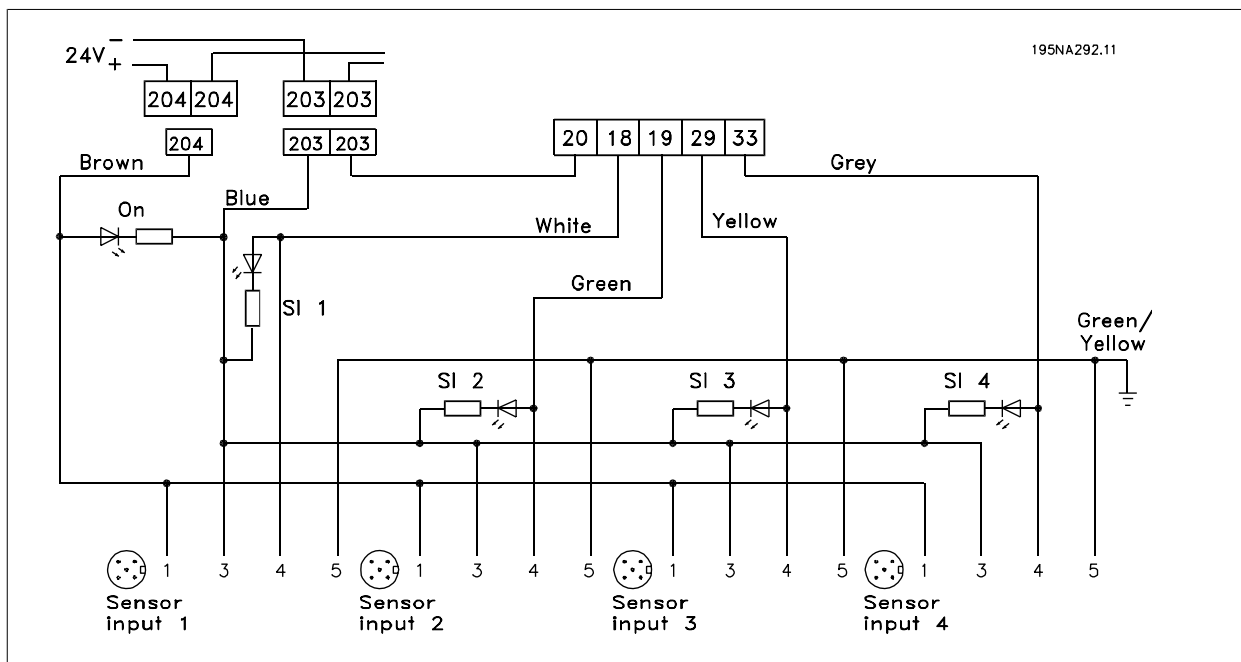 195NA292.11
24V
−
+
204 204 203 203
204 203 203
20 18 19 29 33
Brown
Blue
On
White
Yellow
Grey
Green
SI 1
Green/
Yellow
SI 2
SI 3
SI 4
1 3 4 5 1 3 4 5 1 3 4 5 1 3 4 5
Sensor
input 1
Sensor
input 2
Sensor
input 3
Sensor
input 4